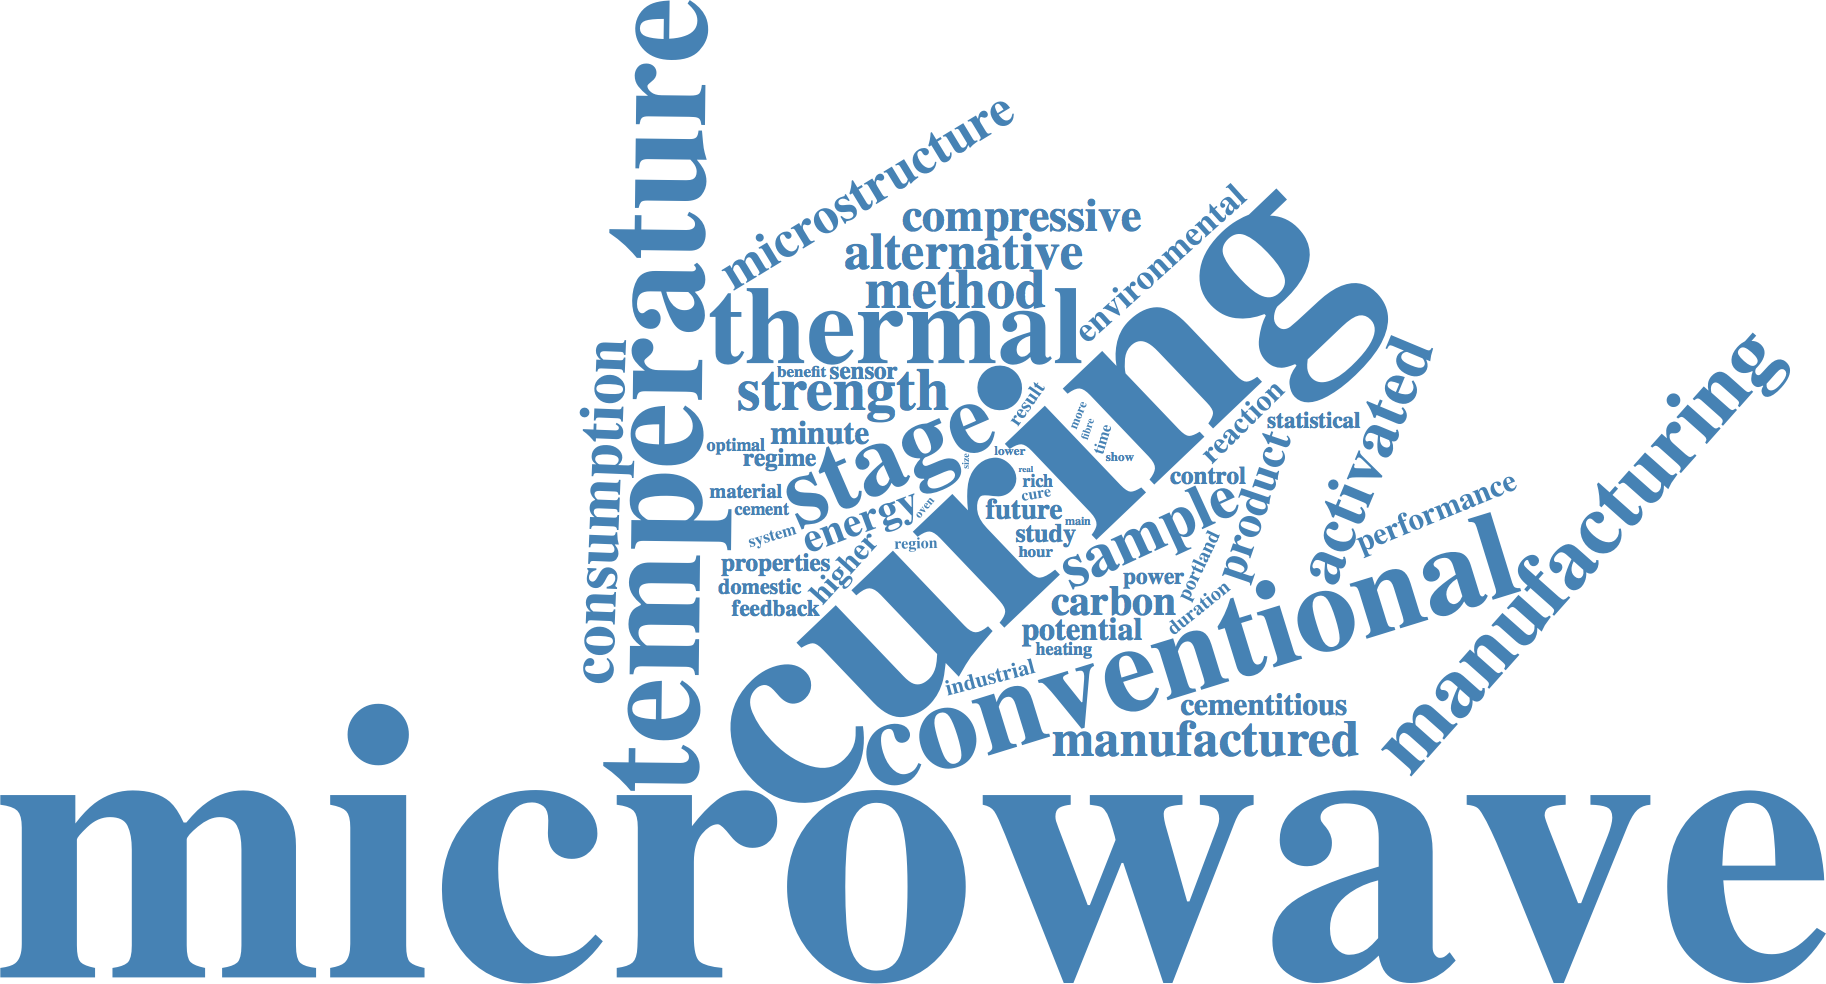 temperature
microstructure
compressive
environmental
alternative
method
thermal
consumption
benefit
sensor
strength
curing
result
stage
minute
optimal
regime
size
lower
more
fibre
time
show
reaction
statistical
activated
manufacturing
material
cement
system
energy
oven
region
real
rich
cure
future
main
study
hour
control
sample
product
performance
properties
domestic
feedback
higher
power
portland
duration
carbon
potential
heating
industrial
conventional
cementitious
manufactured
microwave